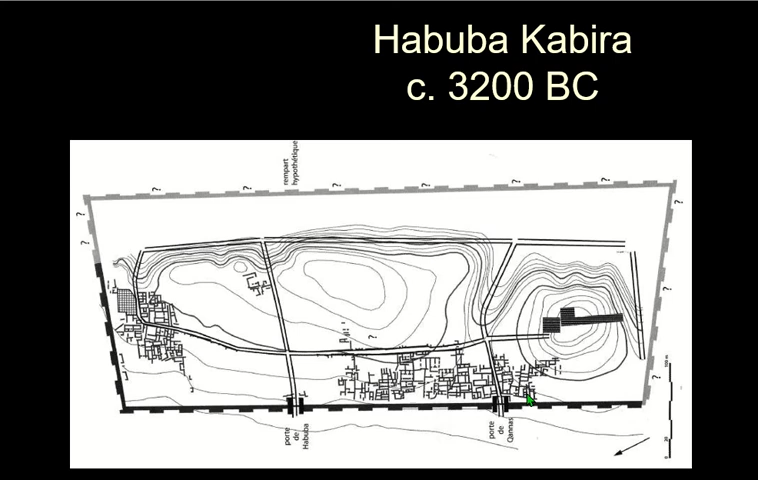 Habuba Kabira
c. 3200 BC
rempart
hypothétique
?
?
?
?
?
?
?
?
?
?
?
?
porte
de
Habuba
porte
de
Qannas